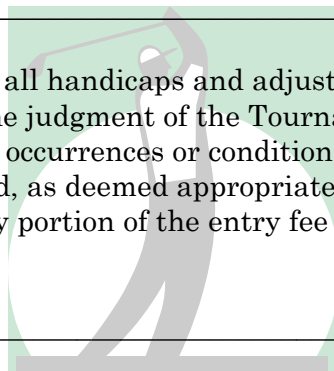 all handicaps and adjust
e judgment of the Tourna
occurrences or condition
d, as deemed appropriate
y portion of the entry fee